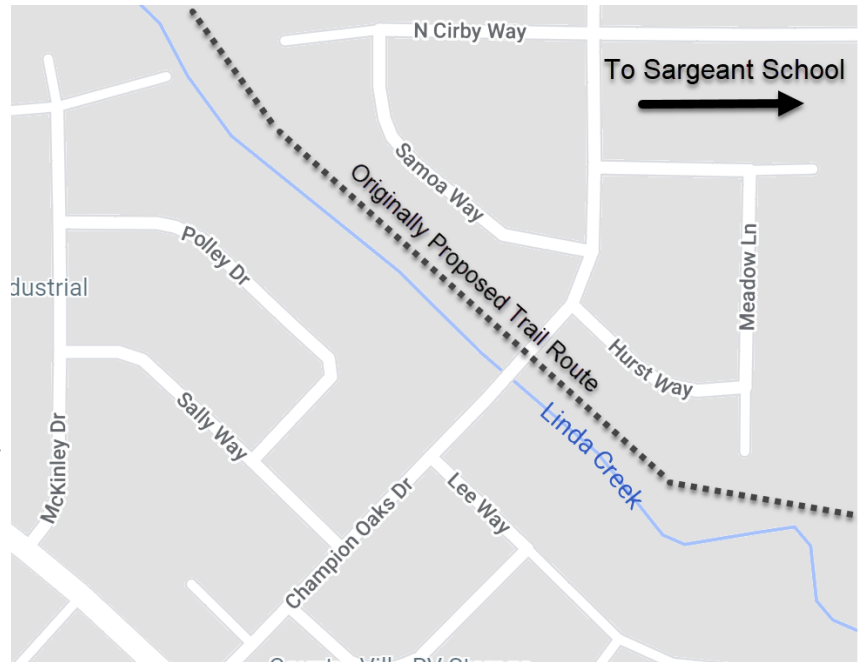 N Cirby Way
To Sargeant School
Samoa Way
Originally Proposed Trail Route
Polley Dr
Meadow Ln
dustrial
Hurst Way
Sally Way
Linda Creek
McKinley Dr
Lee Way
Champion Oaks Dr